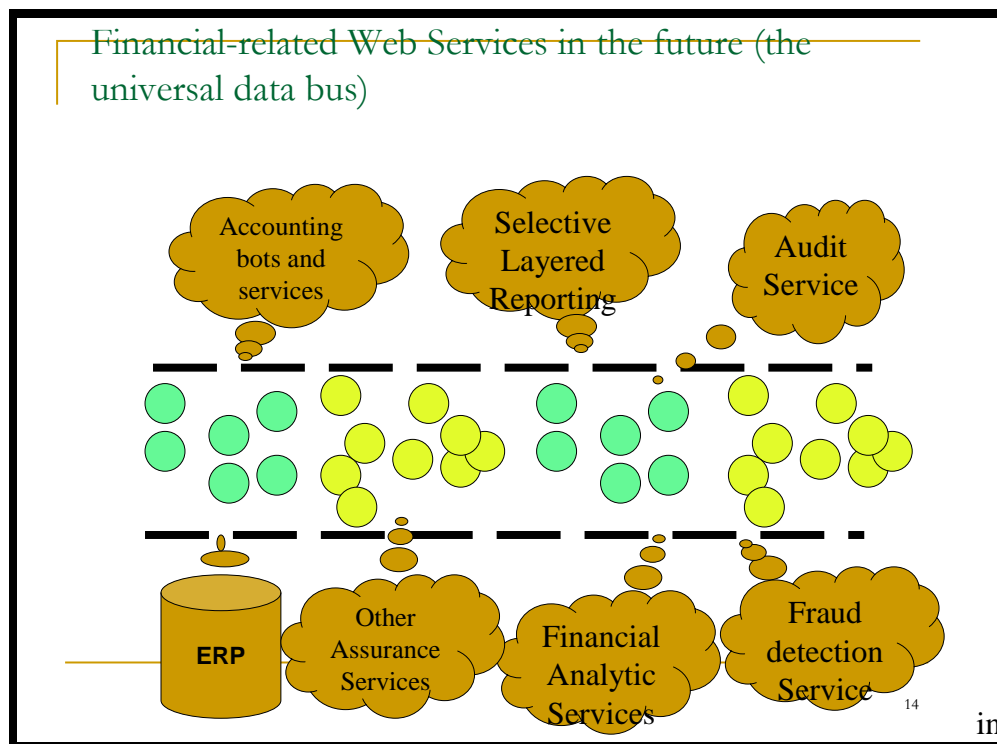 Financial-related Web Services in the future (the
universal data bus)
Accounting
bots and
services
Selective
Layered
Reporting
Audit
Service
ERP
Other
Assurance
Services
Financial
Analytic
Services
Fraud
detection
Service
14
in